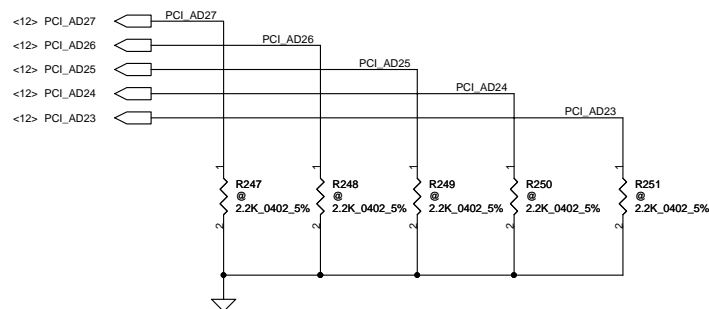 <12> PCI_AD27
PCI_AD27
<12> PCI_AD26
PCI_AD26
<12> PCI_AD25
PCI_AD25
<12> PCI_AD24
PCI_AD24
<12> PCI_AD23
PCI_AD23
1
1
1
1
1
R247
@
2.2K_0402_5%
R248
@
2.2K_0402_5%
R249
@
2.2K_0402_5%
R250
@
2.2K_0402_5%
R251
@
2.2K_0402_5%
2
2
2
2
2